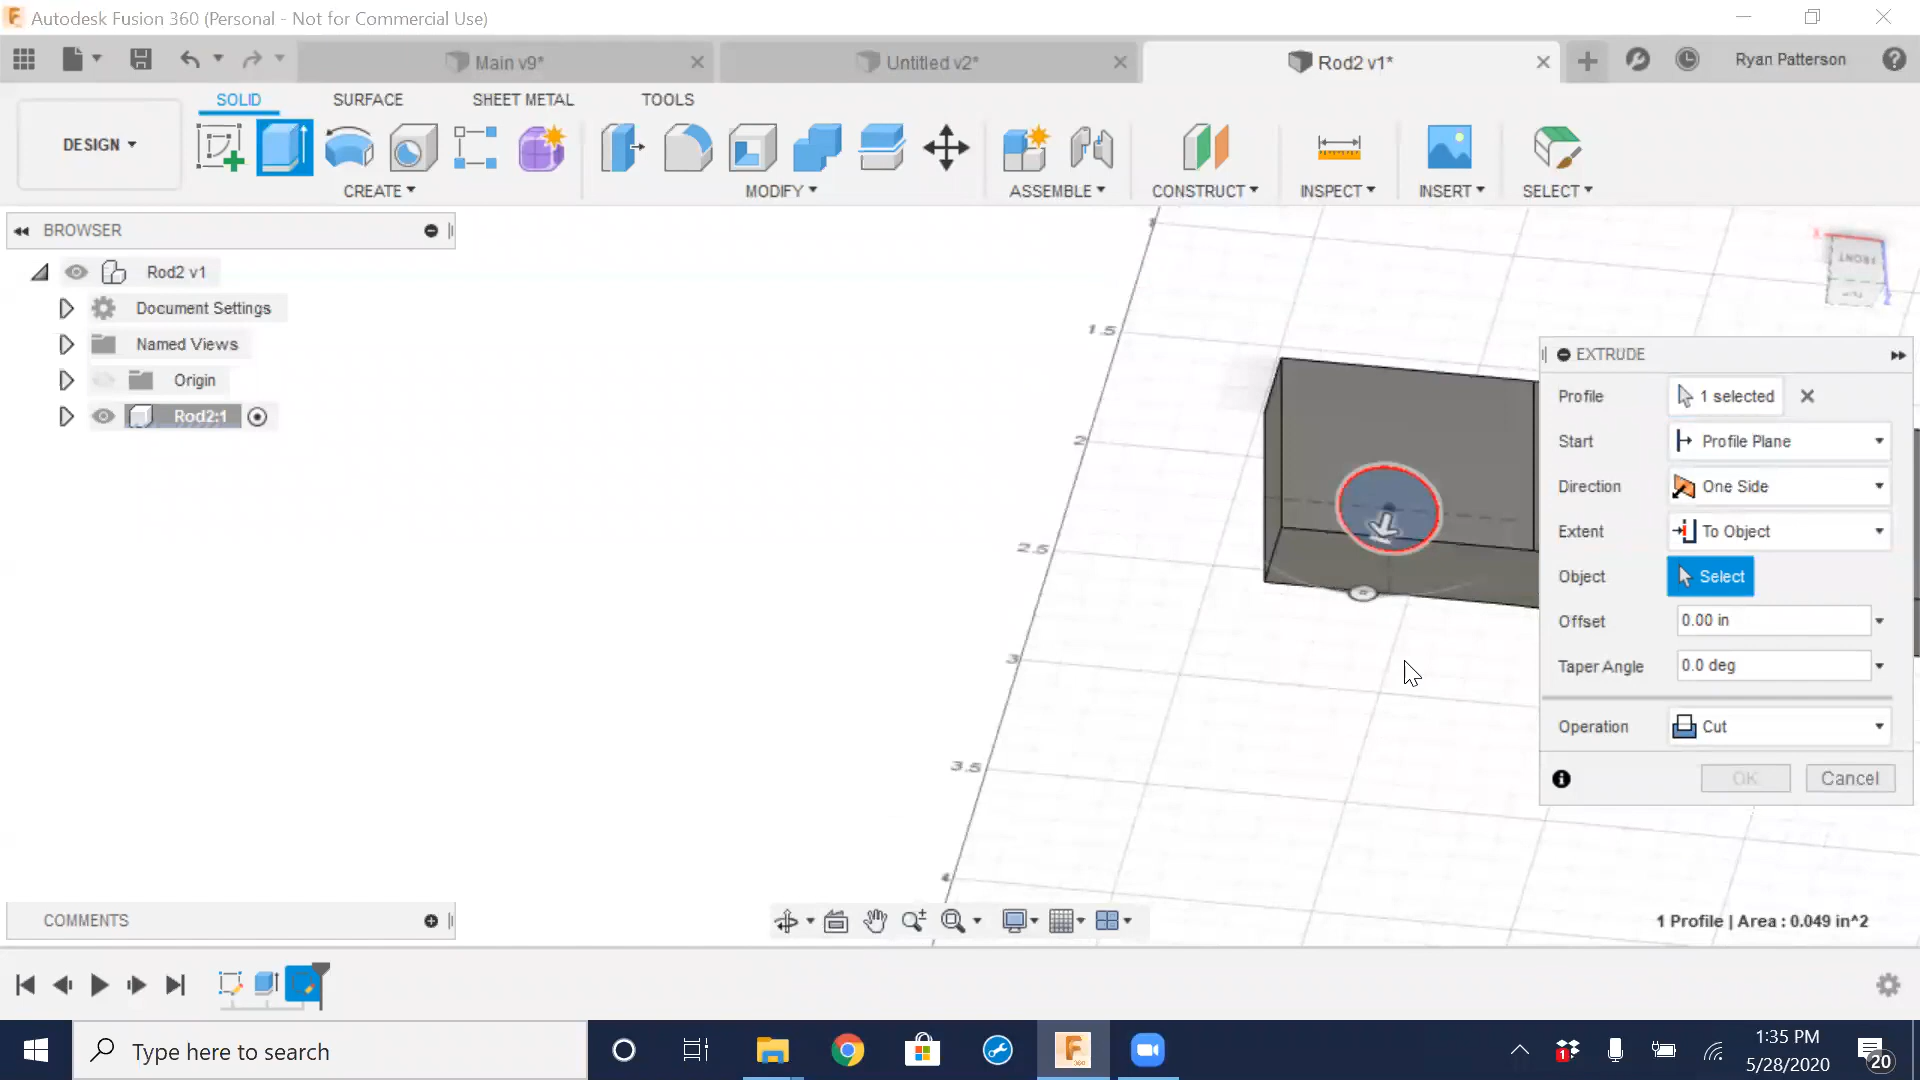 Autodesk Fusion 360 (Personal - Not for Commercial Use)
Main v9*
Untitled v2*
Rod2 v1*
Ryan Patterson
SOLID
SURFACE
SHEET METAL
TOOLS
DESIGN
CREATE
MODIFY
ASSEMBLE
CONSTRUCT
INSPECT
INSERT
SELECT
BROWSER
Rod2 v1
Document Settings
Named Views
Origin
Rod2:1
1.5
2
2.5
3
3.5
4
FRONT
EXTRUDE
Profile 1 selected
Start Profile Plane
Direction One Side
Extent To Object
Object Select
Offset 0.00 in
Taper Angle 0.0 deg
Operation Cut
OK Cancel
COMMENTS
1 Profile | Area : 0.049 in^2
Type here to search
1:35 PM
5/28/2020
20